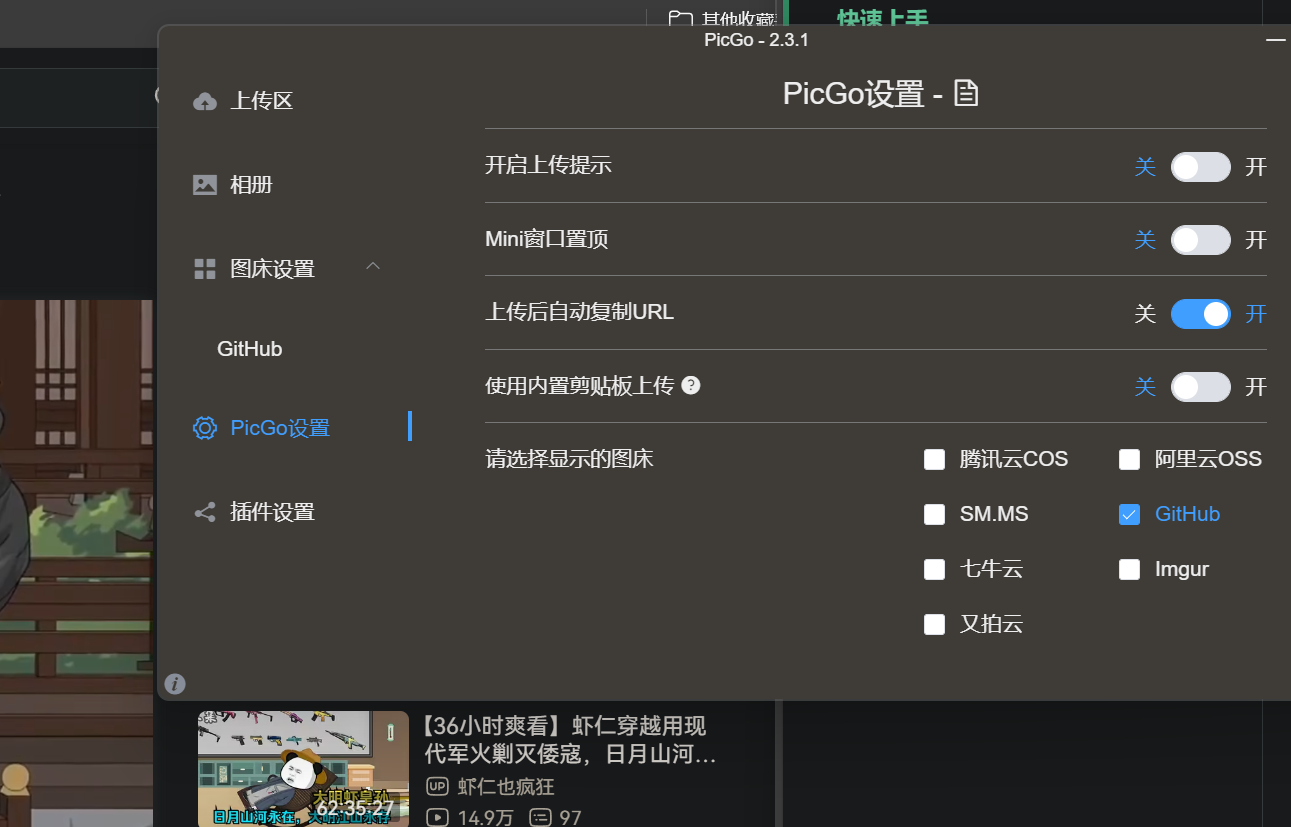 其他收藏
快速上手
PicGo - 2.3.1
上传区
相册
图床设置
GitHub
PicGo设置
插件设置
PicGo设置 -
开启上传提示
关 开
Mini窗口置顶
关 开
上传后自动复制URL
关 开
使用内置剪贴板上传 ?
关 开
请选择显示的图床
腾讯云COS 阿里云OSS
SM.MS GitHub
七牛云 Imgur
又拍云
【36小时爽看】虾仁穿越用现
代军火剿灭倭寇，日月山河...
UP 虾仁也疯狂
14.9万 97
大明虾皇孙
62:35:27
日月山河永在，大明江山永存